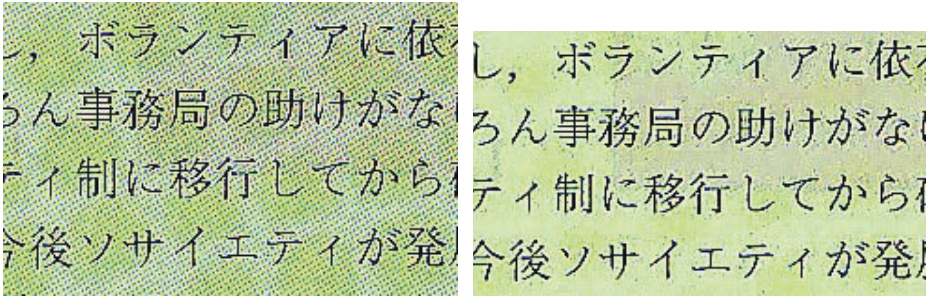 し，ボランティアに依
ろん事務局の助けがな
ティ制に移行してから
今後ソサイエティが発
し，ボランティアに依
ろん事務局の助けがな
ティ制に移行してから
今後ソサイエティが発